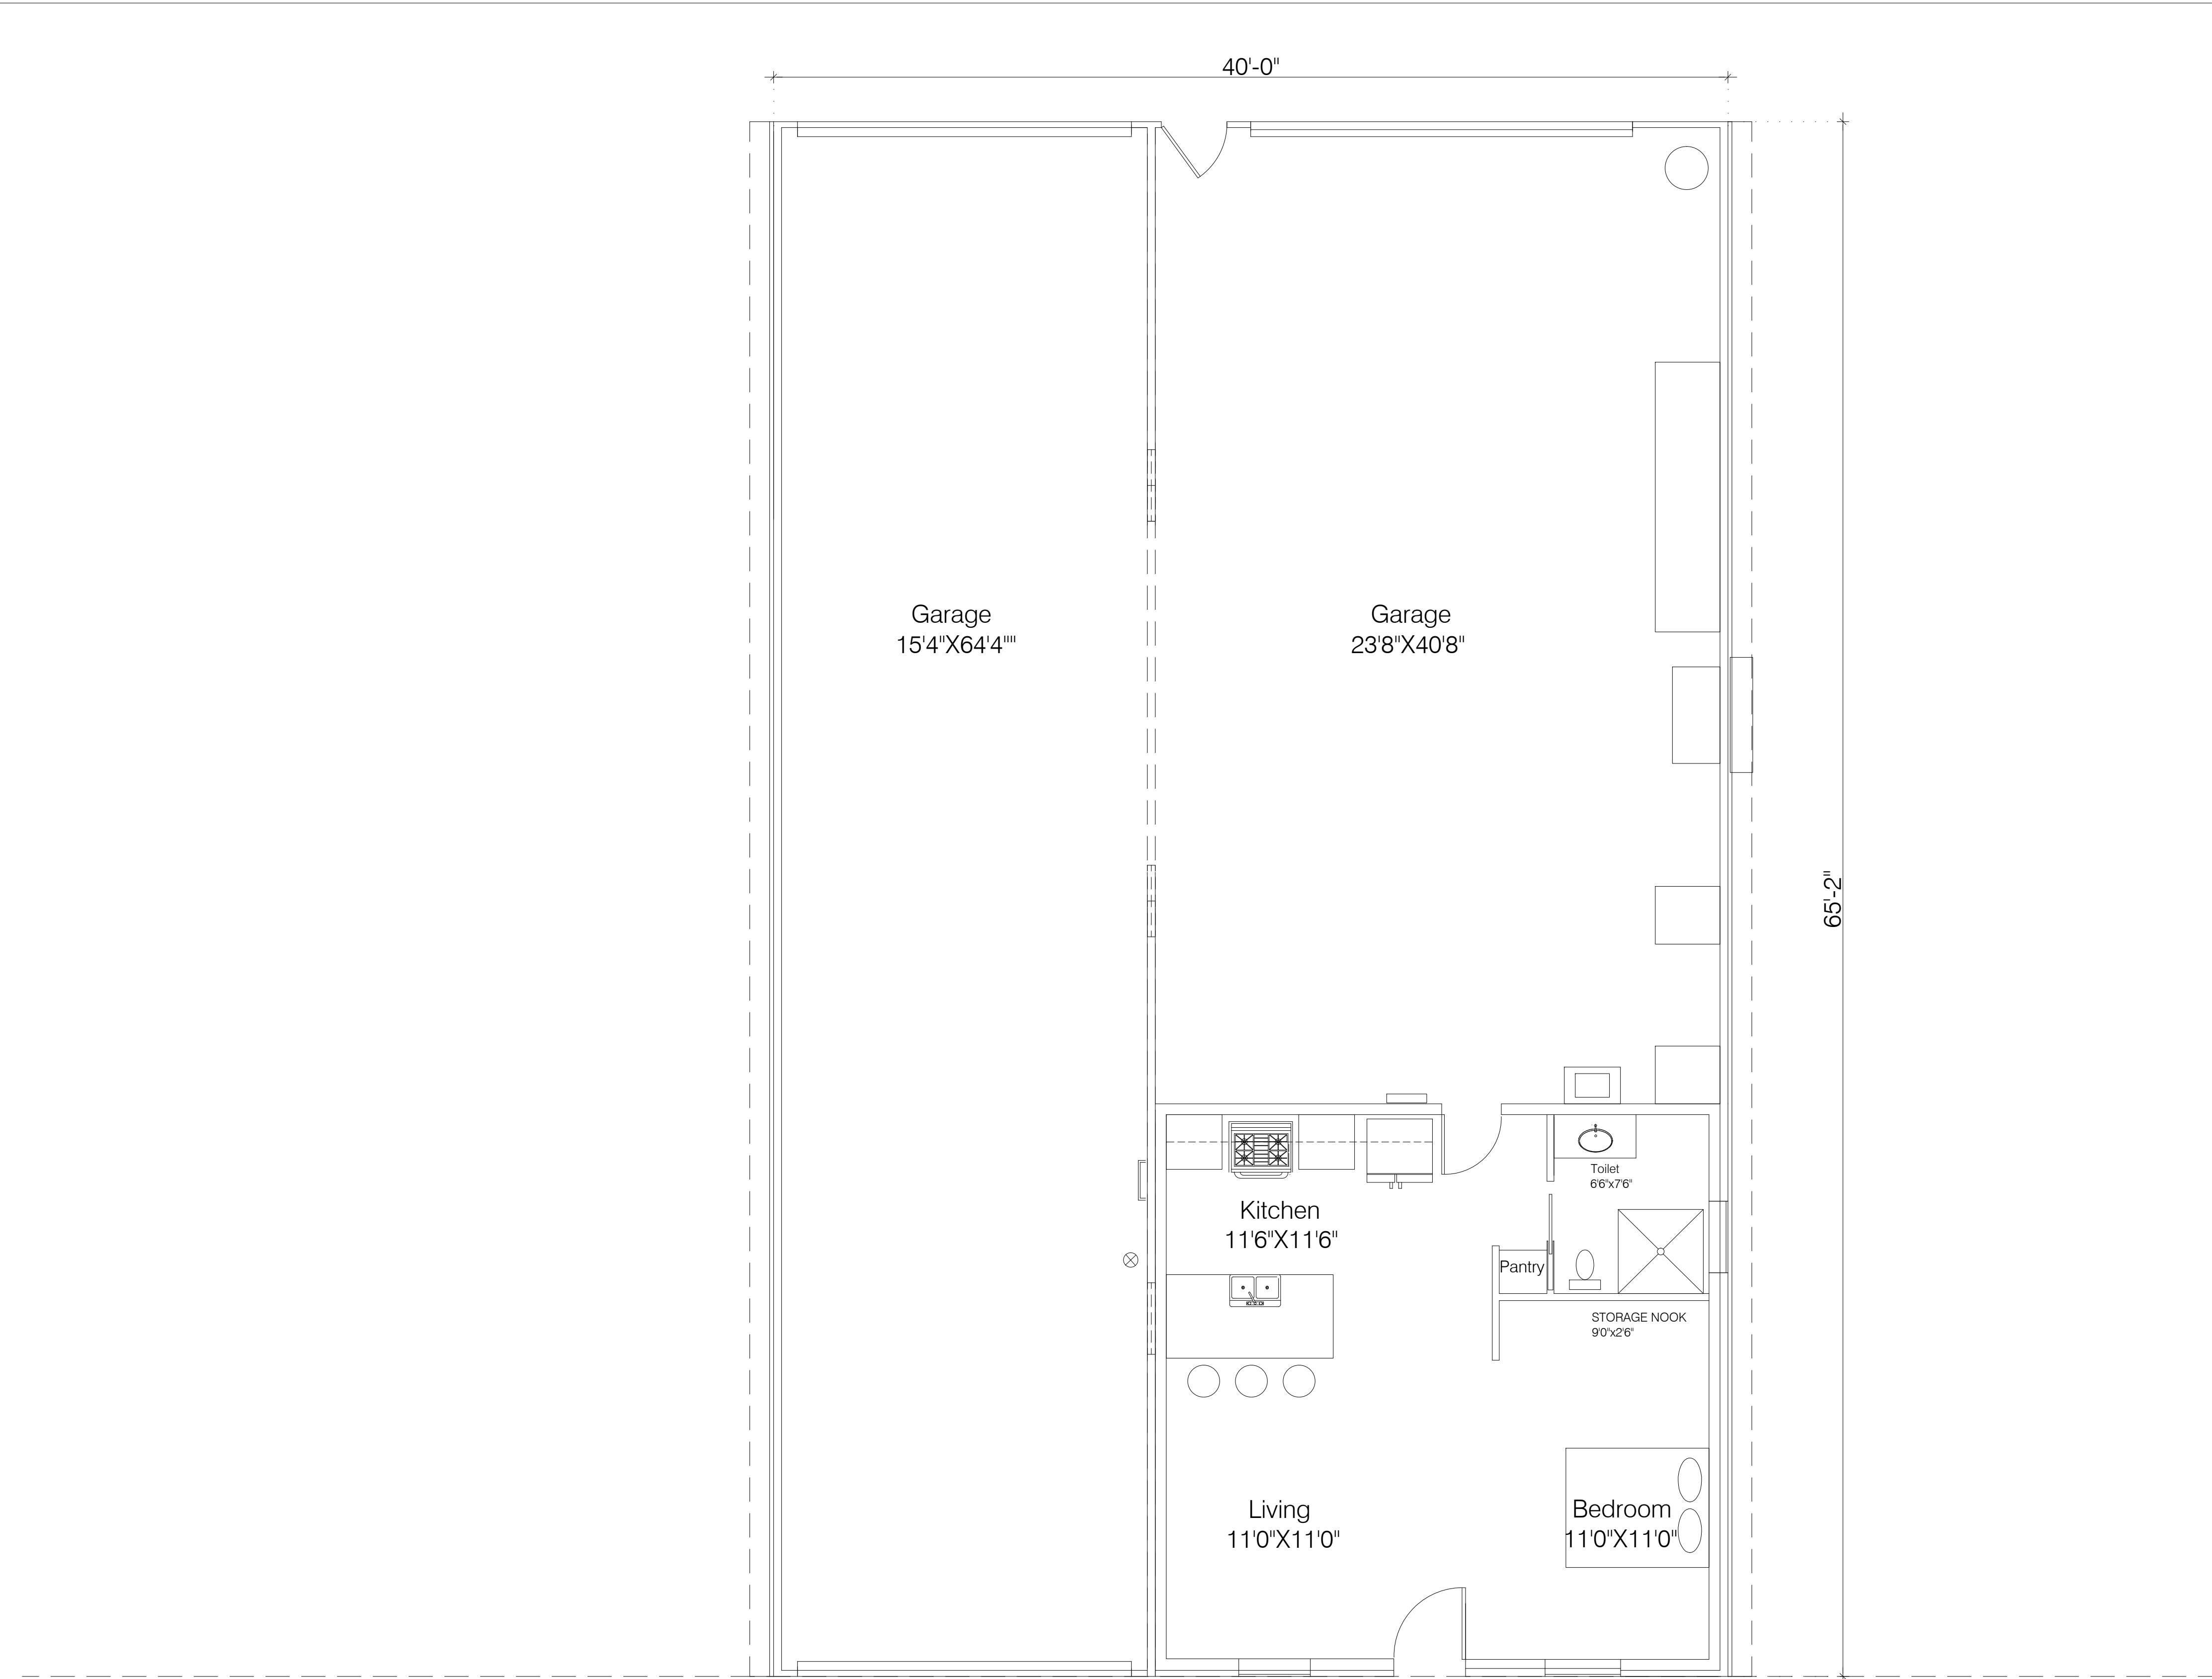 40'-0"
Garage
15'4"X64'4""
Garage
23'8"X40'8"
65'-2"
Toilet
6'6"x7'6"
Kitchen
11'6"X11'6"
Pantry
STORAGE NOOK
9'0"x2'6"
Living
11'0"X11'0"
Bedroom
11'0"X11'0"